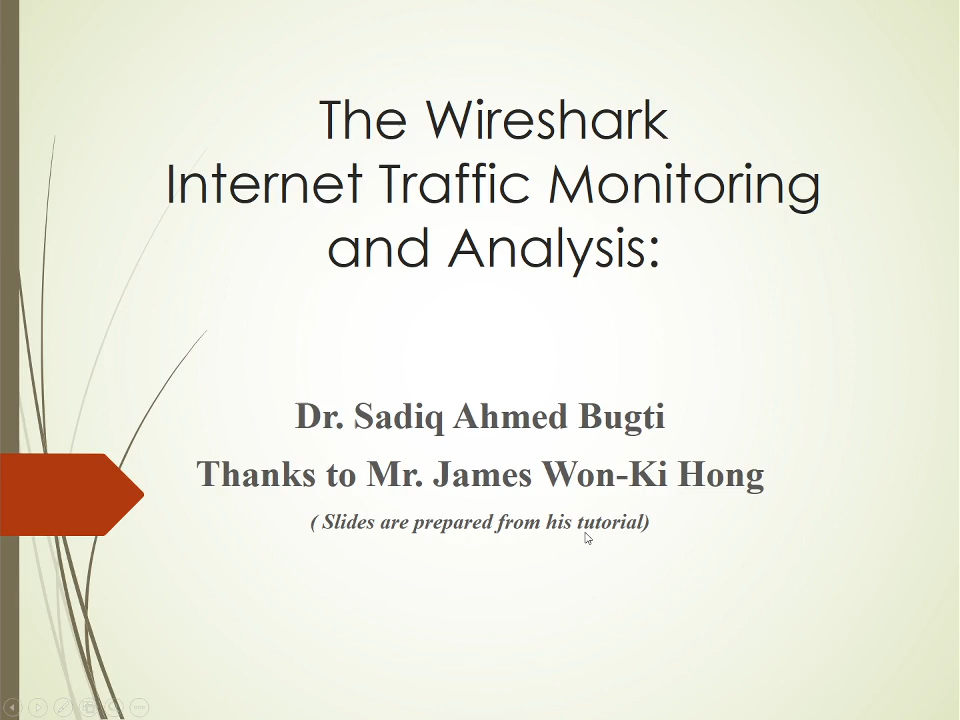 The Wireshark
Internet Traffic Monitoring
and Analysis:
Dr. Sadiq Ahmed Bugti
Thanks to Mr. James Won-Ki Hong
( Slides are prepared from his tutorial)